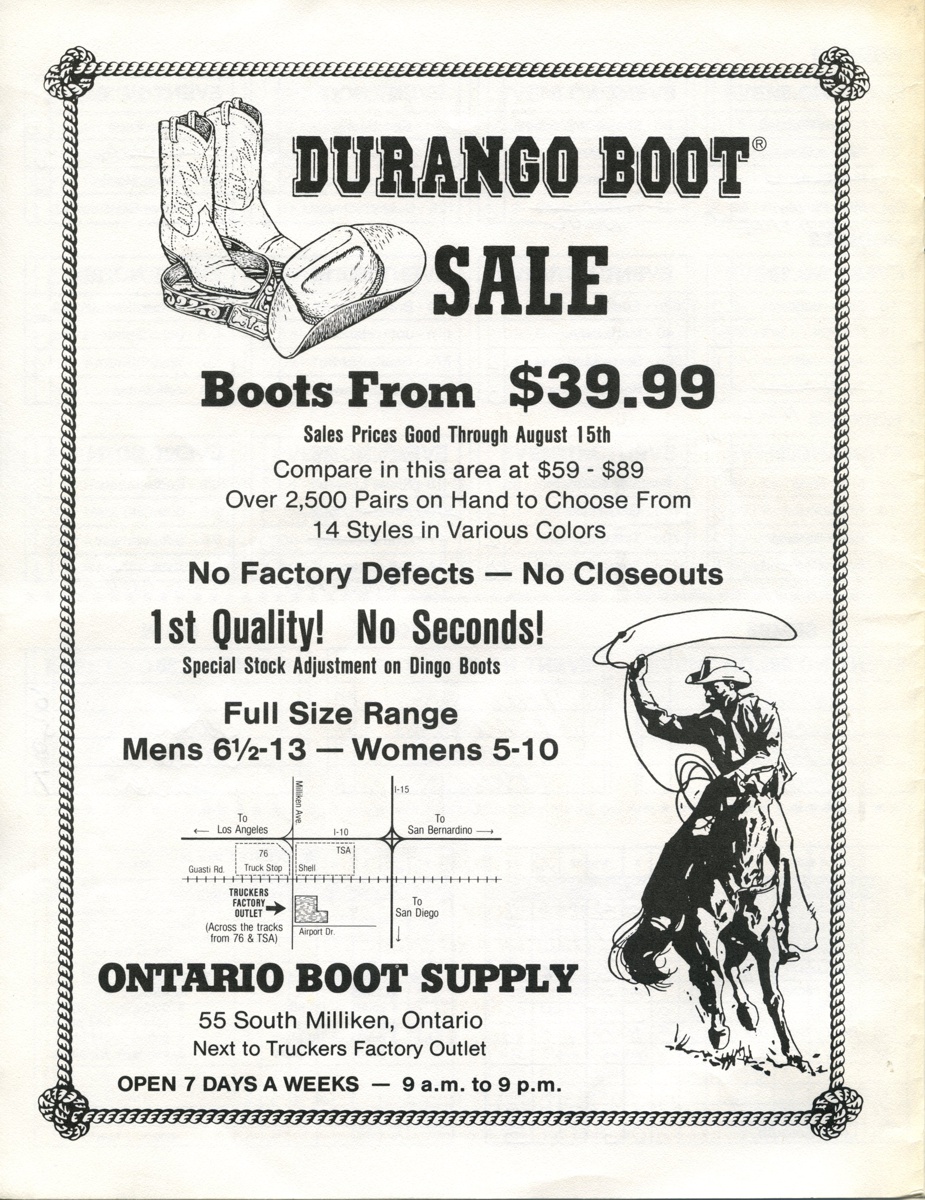 DURANGO BOOT®
SALE
Boots From $39.99
Sales Prices Good Through August 15th
Compare in this area at $59 - $89
Over 2,500 Pairs on Hand to Choose From
14 Styles in Various Colors
No Factory Defects — No Closeouts
1st Quality! No Seconds!
Special Stock Adjustment on Dingo Boots
Full Size Range
Mens 6½-13 — Womens 5-10
Milliken Ave.
I-15
To
← Los Angeles
I-10
To
San Bernardino →
76
Truck Stop
Shell
TSA
Guasti Rd.
TRUCKERS
FACTORY
OUTLET
(Across the tracks
from 76 & TSA)
Airport Dr.
To
San Diego
↓
ONTARIO BOOT SUPPLY
55 South Milliken, Ontario
Next to Truckers Factory Outlet
OPEN 7 DAYS A WEEKS — 9 a.m. to 9 p.m.